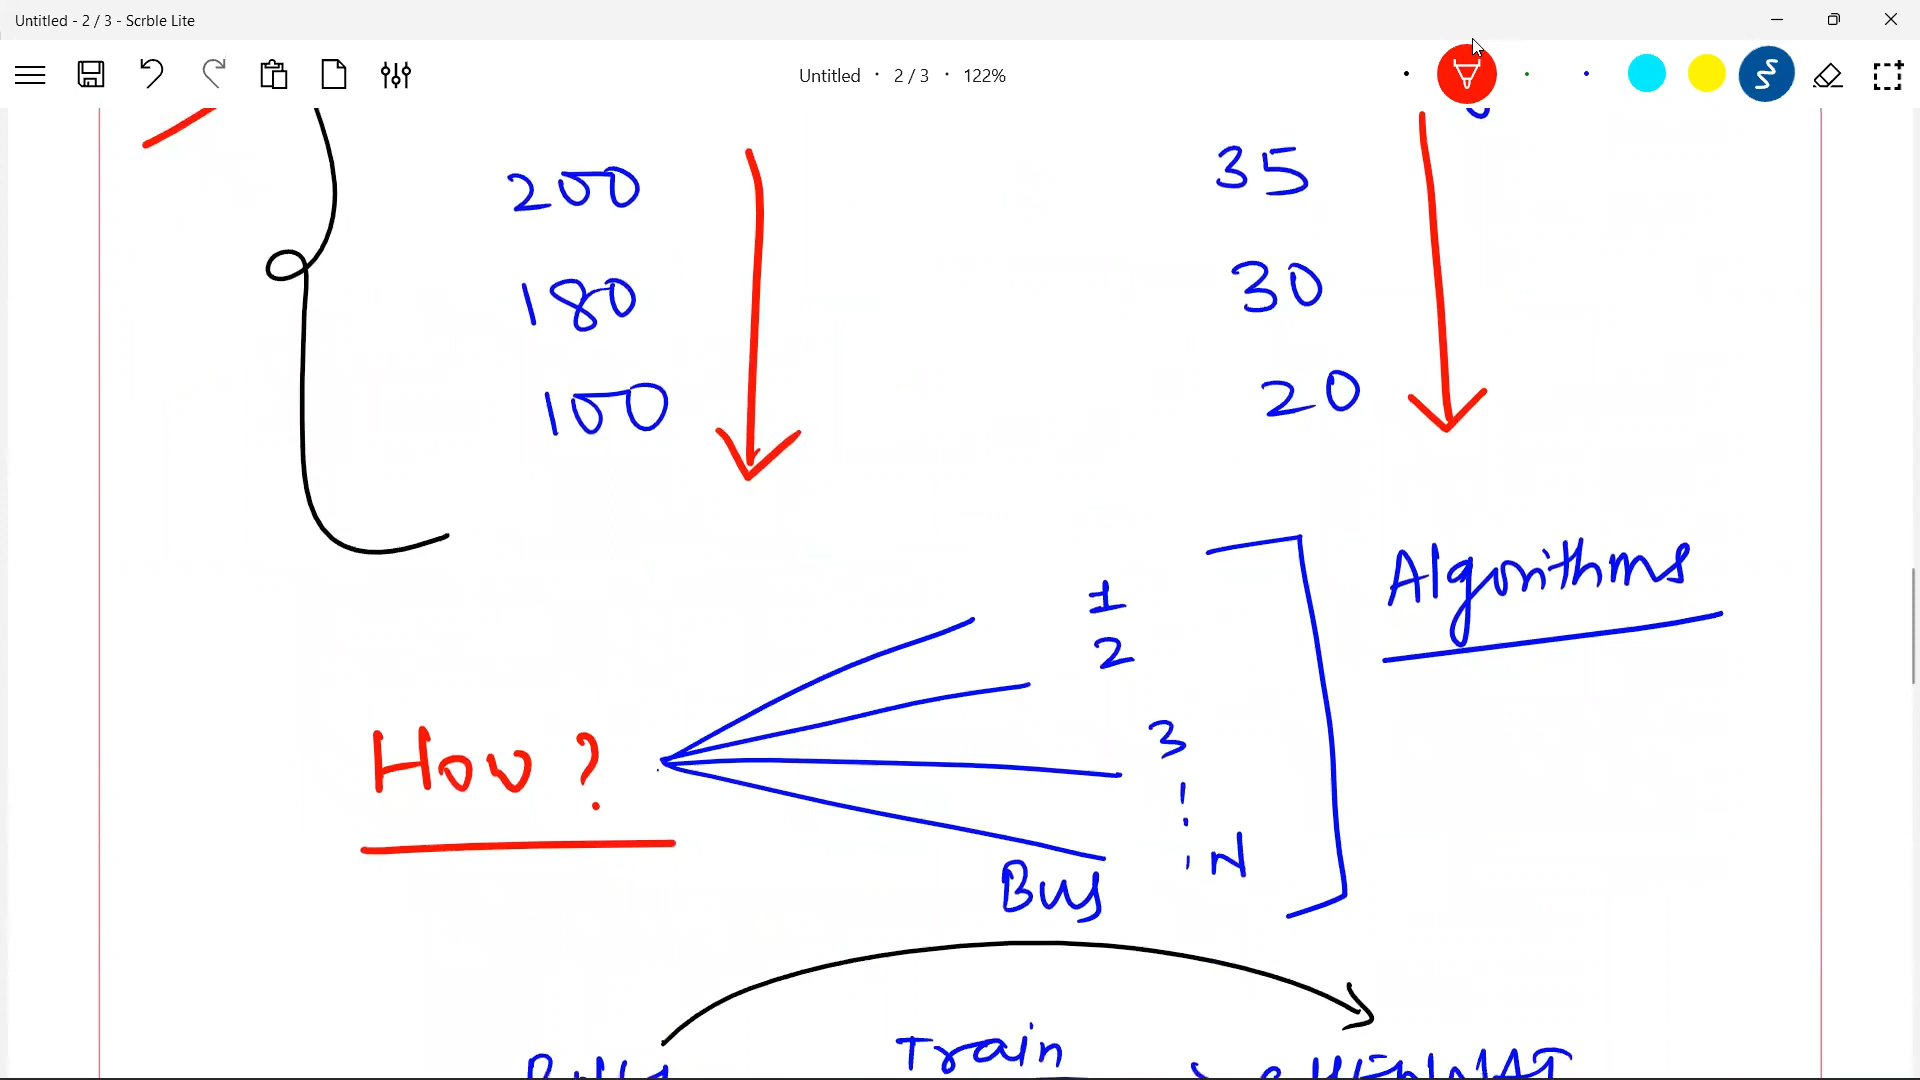 Untitled - 2 / 3 - Scrble Lite
Untitled · 2 / 3 · 122%
200 35
180 30
100 20
Algorithms
1
2
How ? 3
N
Bus
Train